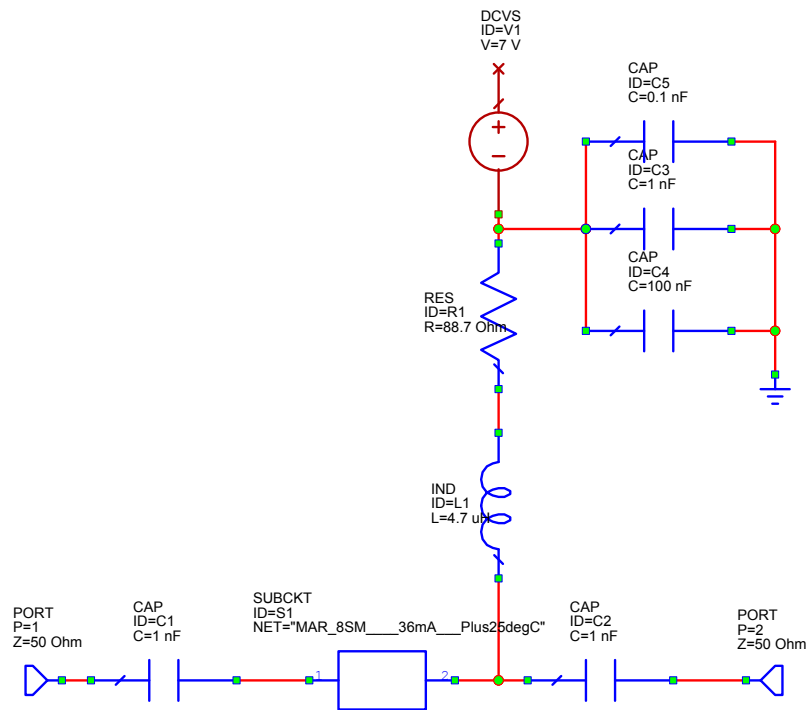 DCVS
ID=V1
V=7 V
CAP
ID=C5
C=0.1 nF
CAP
ID=C3
C=1 nF
CAP
ID=C4
C=100 nF
RES
ID=R1
R=88.7 Ohm
IND
ID=L1
L=4.7 uH
PORT
P=1
Z=50 Ohm
CAP
ID=C1
C=1 nF
SUBCKT
ID=S1
NET="MAR_8SM____36mA___Plus25degC"
1
2
CAP
ID=C2
C=1 nF
PORT
P=2
Z=50 Ohm